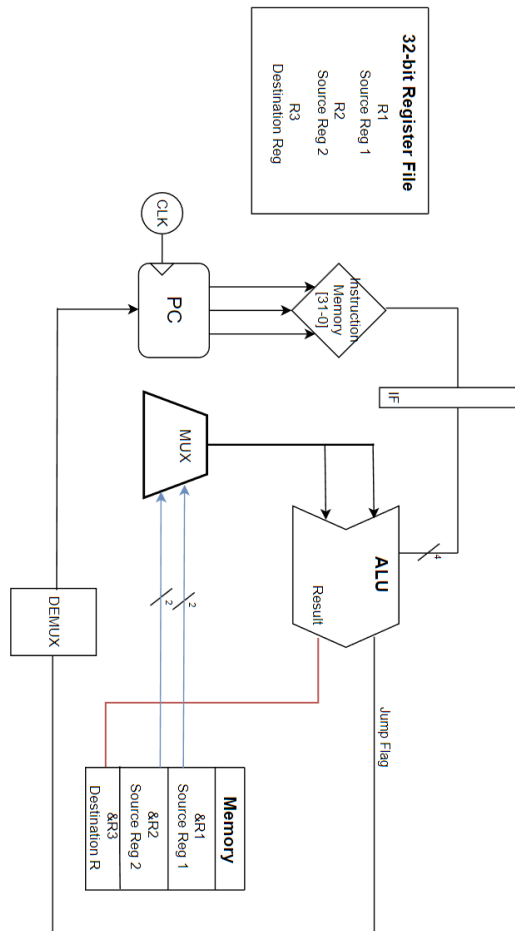 32-bit Register File
R1
Source Reg 1
R2
Source Reg 2
R3
Destination Reg
CLK
PC
Instruction
Memory
[31-0]
IF
MUX
ALU
Result
4
2
2
DEMUX
Jump Flag
Memory
&R1
Source Reg 1
&R2
Source Reg 2
&R3
Destination R